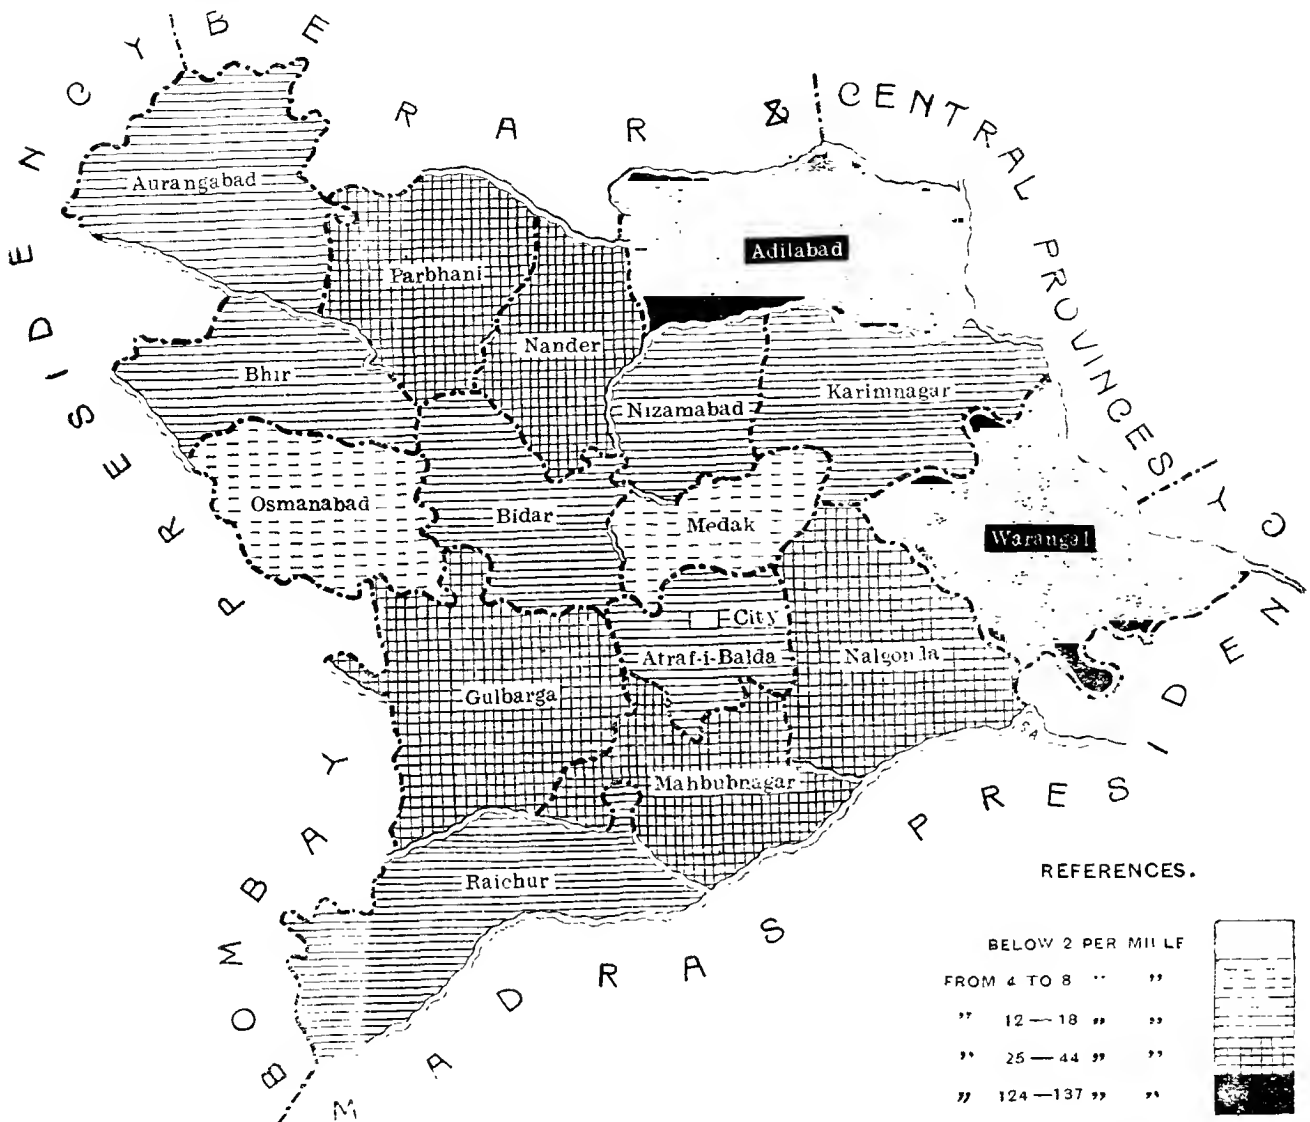 BOMBAY PRESIDENCY
BERAR & CENTRAL PROVINCES
MADRAS PRESIDENCY
Aurangabad
Parbhani
Adilabad
Nander
Bhir
Nizamabad
Karimnagar
Osmanabad
Bidar
Medak
Warangal
City
Atraf-i-Balda
Nalgonda
Gulbarga
Mahbubnagar
Raichur
REFERENCES.
BELOW 2 PER MILLE
FROM 4 TO 8 " "
" 12—18 " "
" 25—44 " "
" 124—137 " "